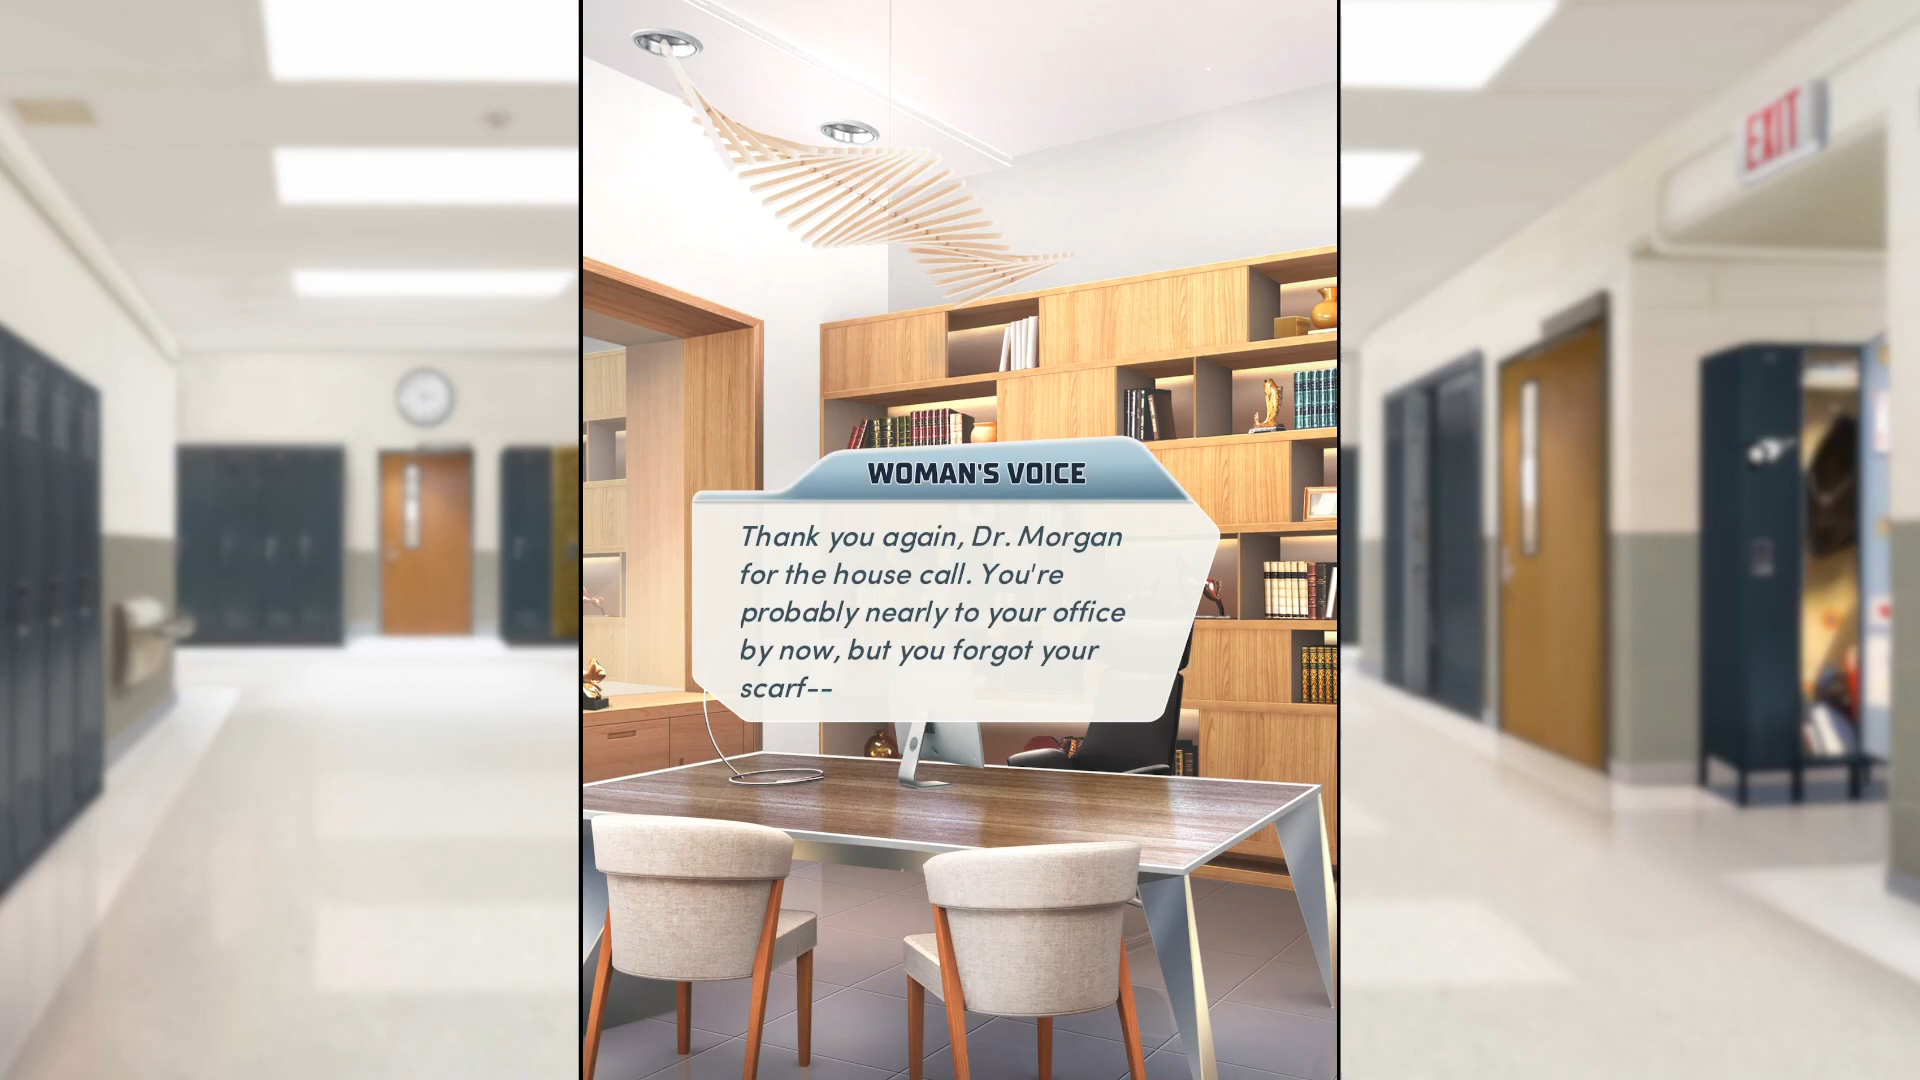 EXIT
WOMAN'S VOICE
Thank you again, Dr. Morgan
for the house call. You're
probably nearly to your office
by now, but you forgot your
scarf--